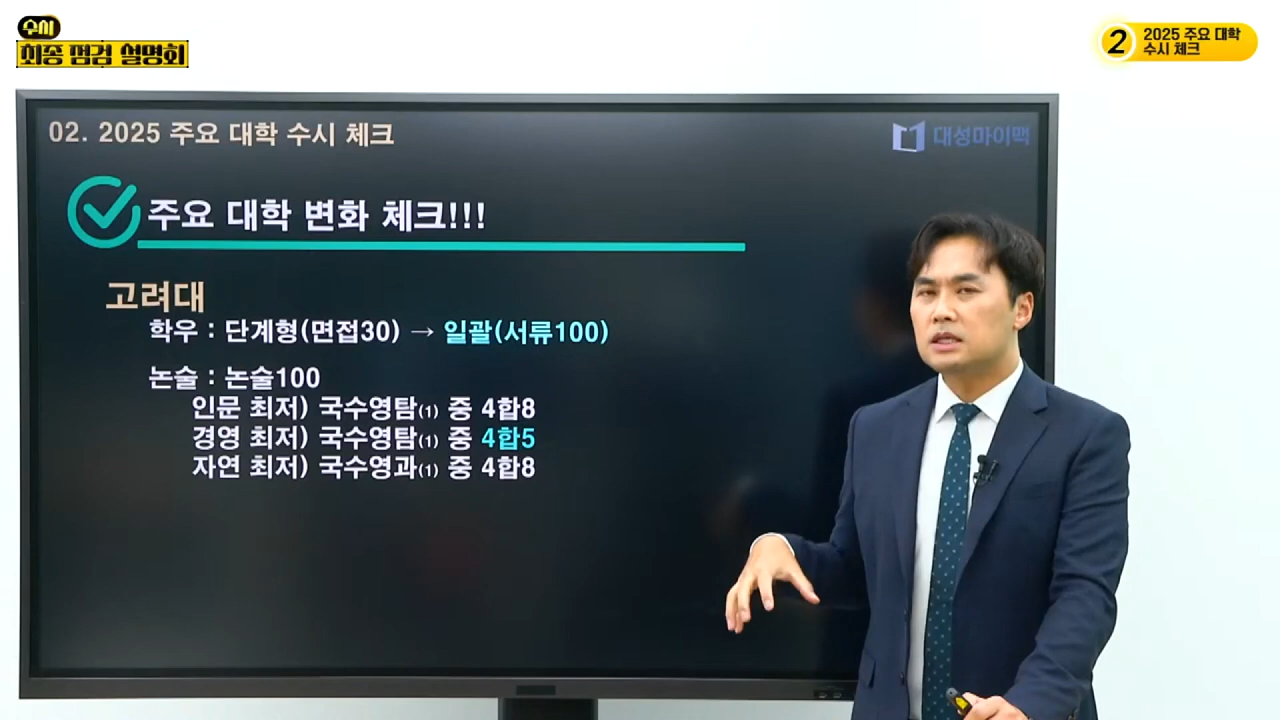 수시
최종 점검 설명회
2
2025 주요 대학
수시 체크
02. 2025 주요 대학 수시 체크
대성마이맥
주요 대학 변화 체크!!!
고려대
학우 : 단계형(면접30) → 일괄(서류100)
논술 : 논술100
인문 최저) 국수영탐(1) 중 4합8
경영 최저) 국수영탐(1) 중 4합5
자연 최저) 국수영과(1) 중 4합8